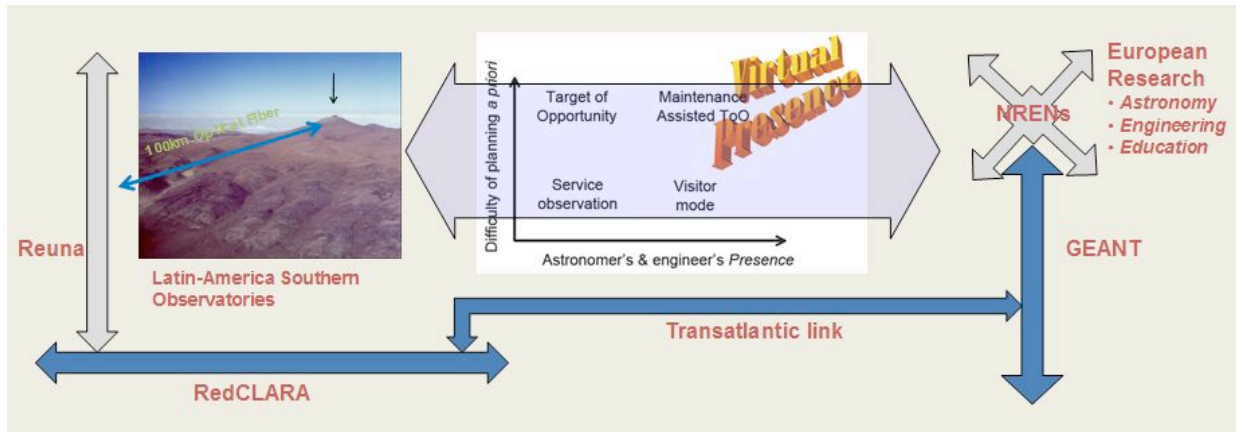 100km Optical Fiber
Reuna
Latin-America Southern
Observatories
RedCLARA
Difficulty of planning a priori
Target of
Opportunity
Maintenance
Assisted ToO
Service
observation
Visitor
mode
Astronomer's & engineer's Presence
Virtual
Presence
Transatlantic link
NRENs
European
Research
• Astronomy
• Engineering
• Education
GEANT